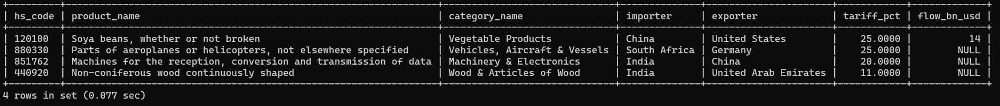 +---------+-----------------------------------------------------------------+------------------------------+--------------+----------------------+------------+-------------+
| hs_code | product_name                                                    | category_name                | importer     | exporter             | tariff_pct | flow_bn_usd |
+---------+-----------------------------------------------------------------+------------------------------+--------------+----------------------+------------+-------------+
| 120100  | Soya beans, whether or not broken                               | Vegetable Products           | China        | United States        |    25.0000 |          14 |
| 880330  | Parts of aeroplanes or helicopters, not elsewhere specified     | Vehicles, Aircraft & Vessels | South Africa | Germany              |    25.0000 |        NULL |
| 851762  | Machines for the reception, conversion and transmission of data | Machinery & Electronics      | India        | China                |    20.0000 |        NULL |
| 440920  | Non-coniferous wood continuously shaped                         | Wood & Articles of Wood      | India        | United Arab Emirates |    11.0000 |        NULL |
+---------+-----------------------------------------------------------------+------------------------------+--------------+----------------------+------------+-------------+
4 rows in set (0.077 sec)